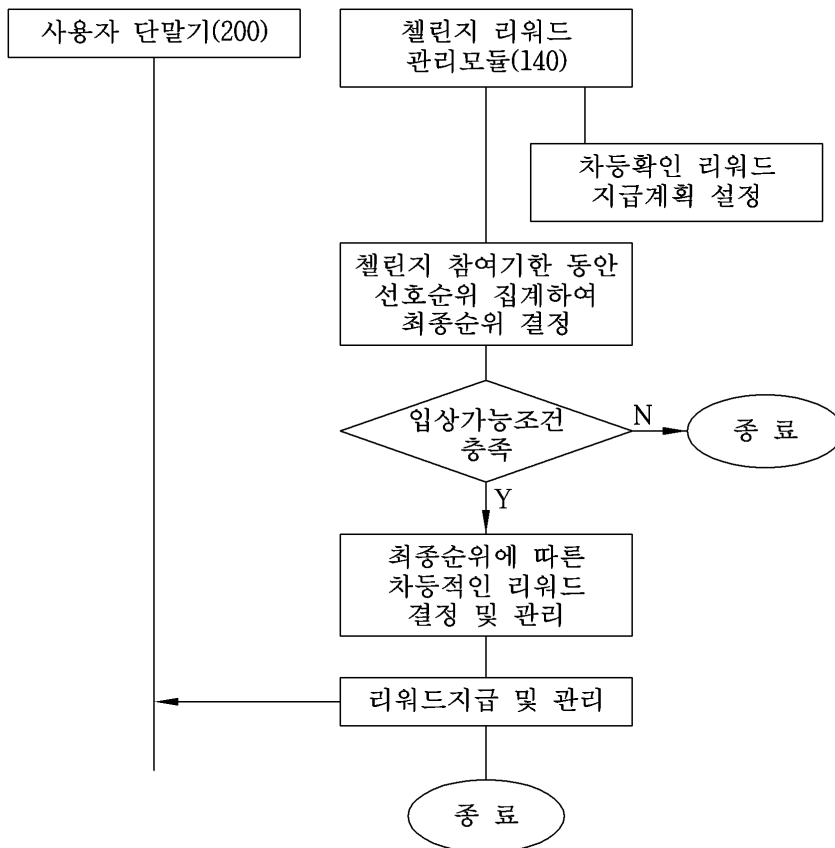 사용자 단말기(200)
첼린지 리워드
관리모듈(140)
차등확인 리워드
지급계획 설정
첼린지 참여기한 동안
선호순위 집계하여
최종순위 결정
입상가능조건
충족
N
종 료
Y
최종순위에 따른
차등적인 리워드
결정 및 관리
리워드지급 및 관리
종 료